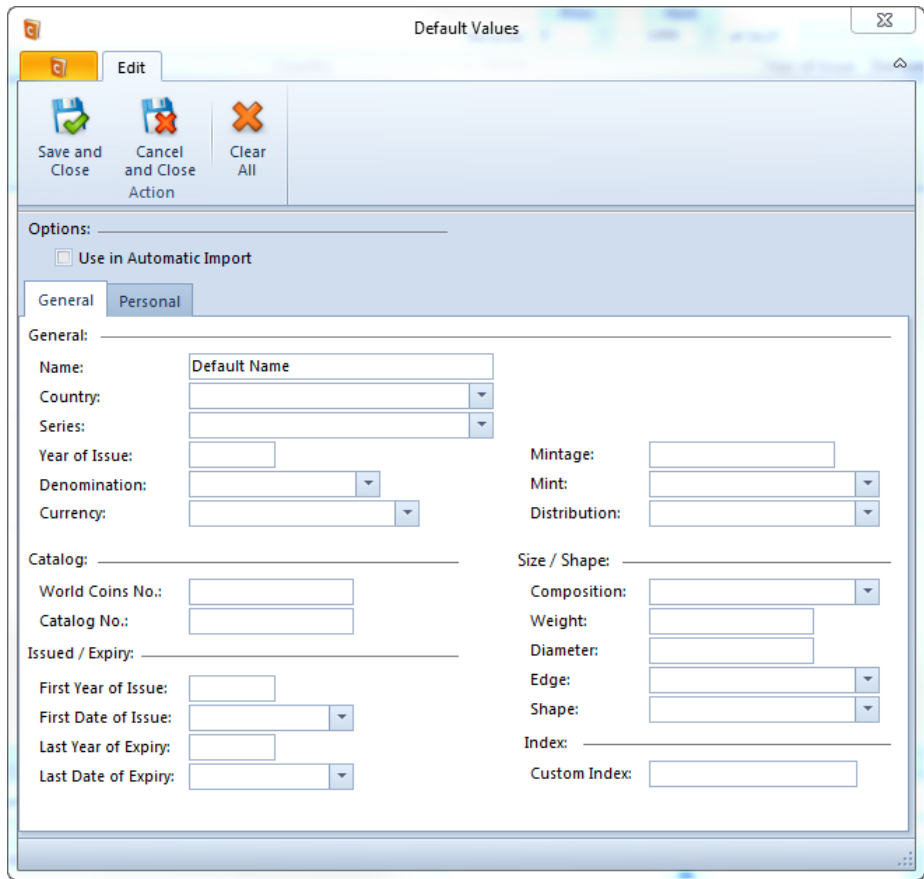 Default Values
Edit
Save and Close
Cancel and Close
Clear All
Action
Options:
Use in Automatic Import
General Personal
General:
Name: Default Name
Country:
Series:
Year of Issue: Mintage:
Denomination: Mint:
Currency: Distribution:
Catalog: Size / Shape:
World Coins No.: Composition:
Catalog No.: Weight:
Diameter:
Issued / Expiry:
Edge:
First Year of Issue:
First Date of Issue: Shape:
Last Year of Expiry: Index:
Last Date of Expiry: Custom Index: